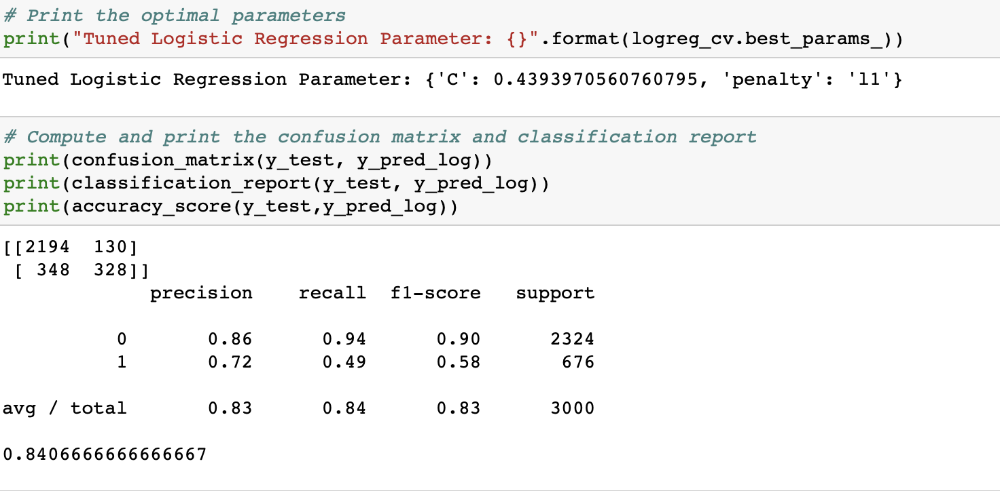 # Print the optimal parameters
print("Tuned Logistic Regression Parameter: {}".format(logreg_cv.best_params_))
Tuned Logistic Regression Parameter: {'C': 0.4393970560760795, 'penalty': 'l1'}
# Compute and print the confusion matrix and classification report
print(confusion_matrix(y_test, y_pred_log))
print(classification_report(y_test, y_pred_log))
print(accuracy_score(y_test,y_pred_log))
[[2194  130]
 [ 348  328]]
             precision    recall  f1-score   support
          0       0.86      0.94      0.90      2324
          1       0.72      0.49      0.58       676
avg / total       0.83      0.84      0.83      3000
0.8406666666666667